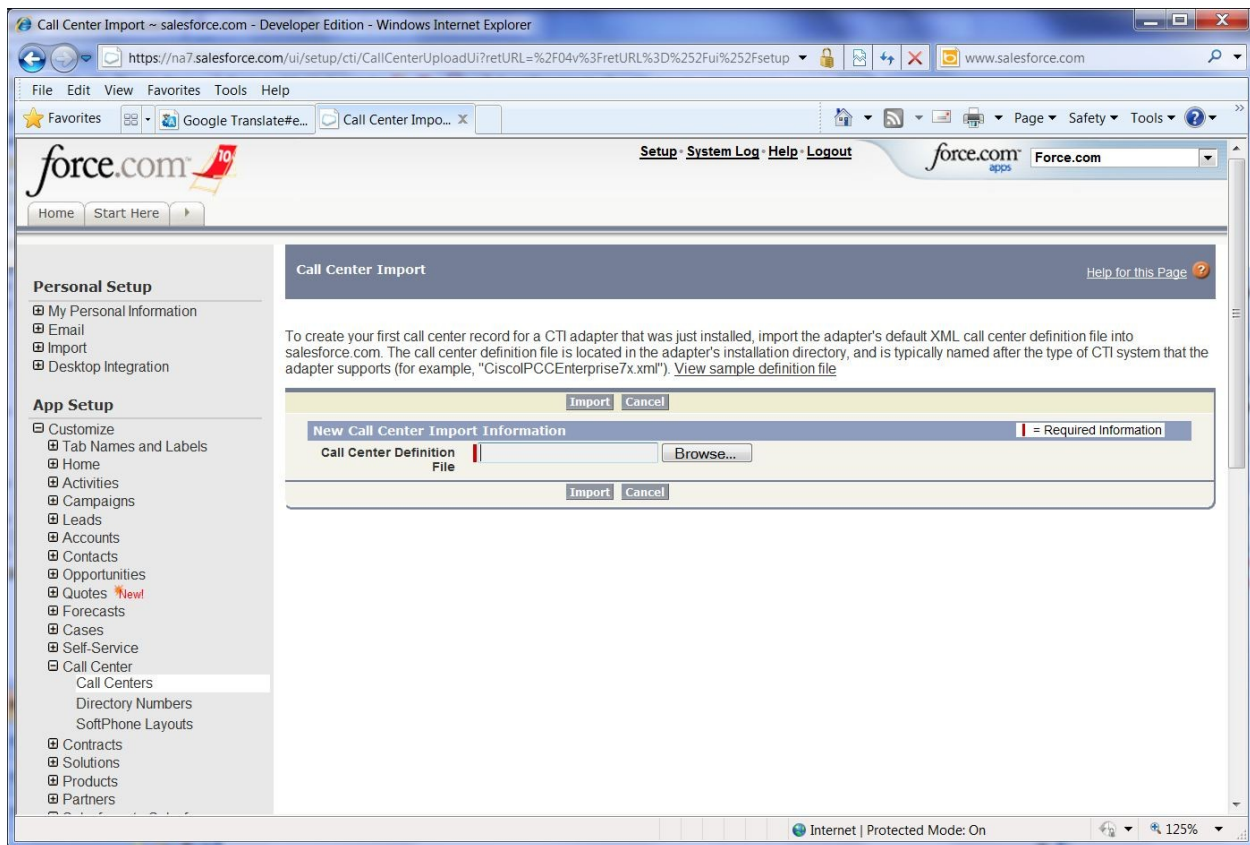 Call Center Import ~ salesforce.com - Developer Edition - Windows Internet Explorer
https://na7.salesforce.com/ui/setup/cti/CallCenterUploadUi?retURL=%2F04v%3FretURL%3D%252Fui%252Fsetup
www.salesforce.com
File Edit View Favorites Tools Help
Favorites
Google Translate#e...
Call Center Impo... X
Page Safety Tools
force.com 10
Setup · System Log · Help · Logout
force.com apps
Force.com
Home Start Here
Personal Setup
My Personal Information
Email
Import
Desktop Integration
App Setup
Customize
Tab Names and Labels
Home
Activities
Campaigns
Leads
Accounts
Contacts
Opportunities
Quotes New!
Forecasts
Cases
Self-Service
Call Center
Call Centers
Directory Numbers
SoftPhone Layouts
Contracts
Solutions
Products
Partners
Call Center Import
Help for this Page ?
To create your first call center record for a CTI adapter that was just installed, import the adapter's default XML call center definition file into
salesforce.com. The call center definition file is located in the adapter's installation directory, and is typically named after the type of CTI system that the
adapter supports (for example, "CiscoIPCCEnterprise7x.xml"). View sample definition file
Import Cancel
New Call Center Import Information
= Required Information
Call Center Definition
File
Browse...
Import Cancel
Internet | Protected Mode: On
125%